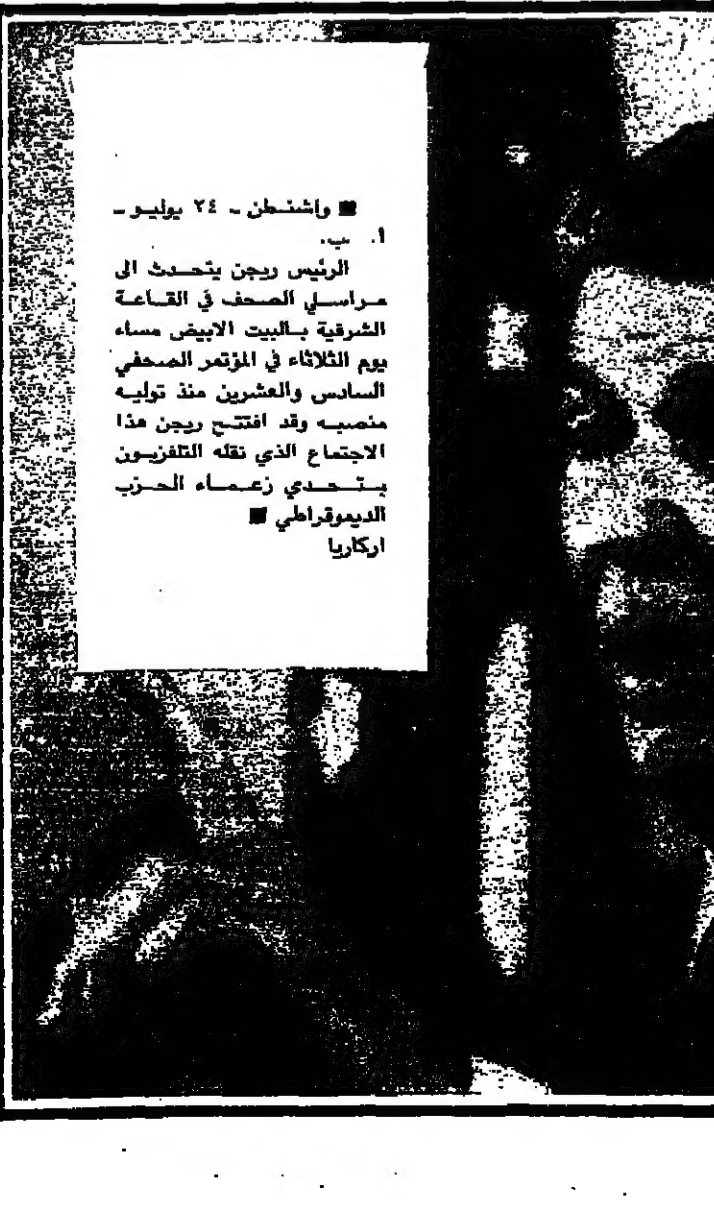 ■ واشنطن ـ ٢٤ يوليو ـ
أ. ب.
الرئيس ريجن يتحدث الى
مراسلي الصحف في القاعة
الشرقية بالبيت الابيض مساء
يوم الثلاثاء في المؤتمر الصحفي
السادس والعشرين منذ توليه
منصبه وقد افتتح ريجن هذا
الاجتماع الذي نقله التلفزيون
بتحدي زعماء الحزب
الديموقراطي ■
اركاريا